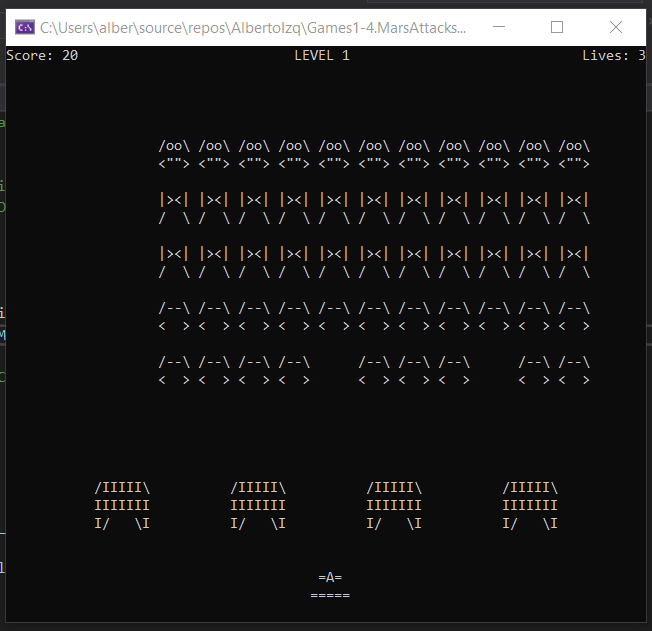 C:\Users\alber\source\repos\AlbertoIzq\Games1-4.MarsAttacks...
Score: 20 LEVEL 1 Lives: 3
/oo\ /oo\ /oo\ /oo\ /oo\ /oo\ /oo\ /oo\ /oo\ /oo\ /oo\
<""> <""> <""> <""> <""> <""> <""> <""> <""> <""> <"">
|><| |><| |><| |><| |><| |><| |><| |><| |><| |><| |><|
/  \ /  \ /  \ /  \ /  \ /  \ /  \ /  \ /  \ /  \ /  \
|><| |><| |><| |><| |><| |><| |><| |><| |><| |><| |><|
/  \ /  \ /  \ /  \ /  \ /  \ /  \ /  \ /  \ /  \ /  \
/--\ /--\ /--\ /--\ /--\ /--\ /--\ /--\ /--\ /--\ /--\
<  > <  > <  > <  > <  > <  > <  > <  > <  > <  > <  >
/--\ /--\ /--\ /--\      /--\ /--\ /--\      /--\ /--\
<  > <  > <  > <  >      <  > <  > <  >      <  > <  >
/IIIII\          /IIIII\          /IIIII\          /IIIII\
IIIIIII          IIIIIII          IIIIIII          IIIIIII
I/   \I          I/   \I          I/   \I          I/   \I
=A=
=====